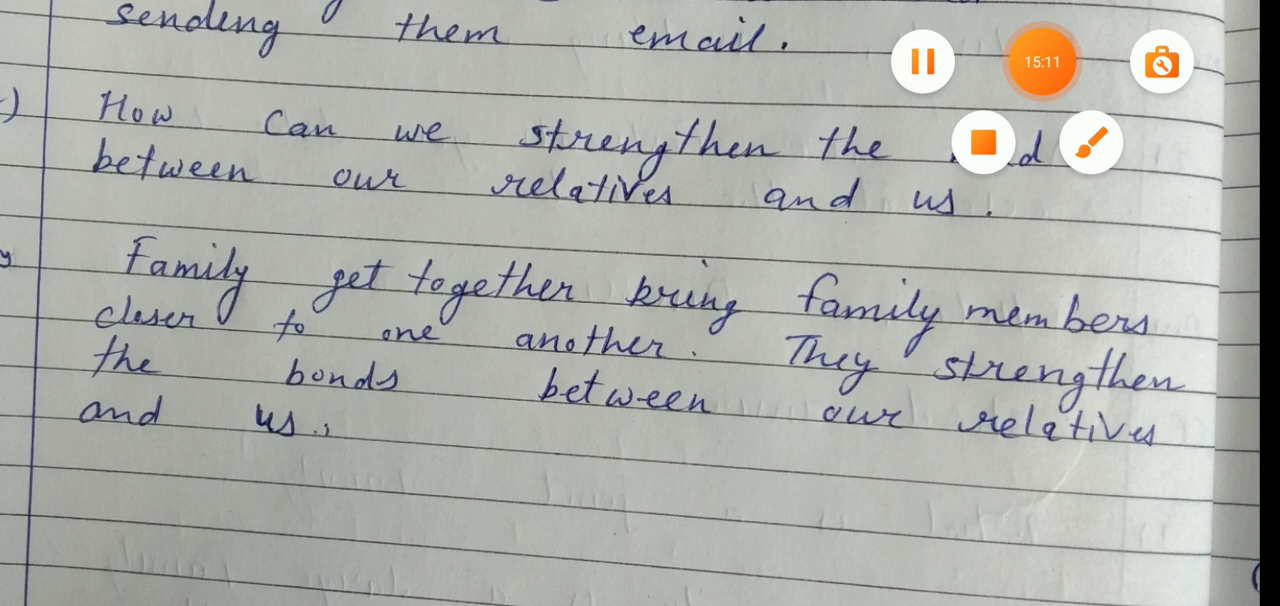 sending them email.
15:11
How can we strengthen the
between our relatives and us.
Family get together bring family members
closer to one another. They strengthen
the bonds between our relatives
and us.